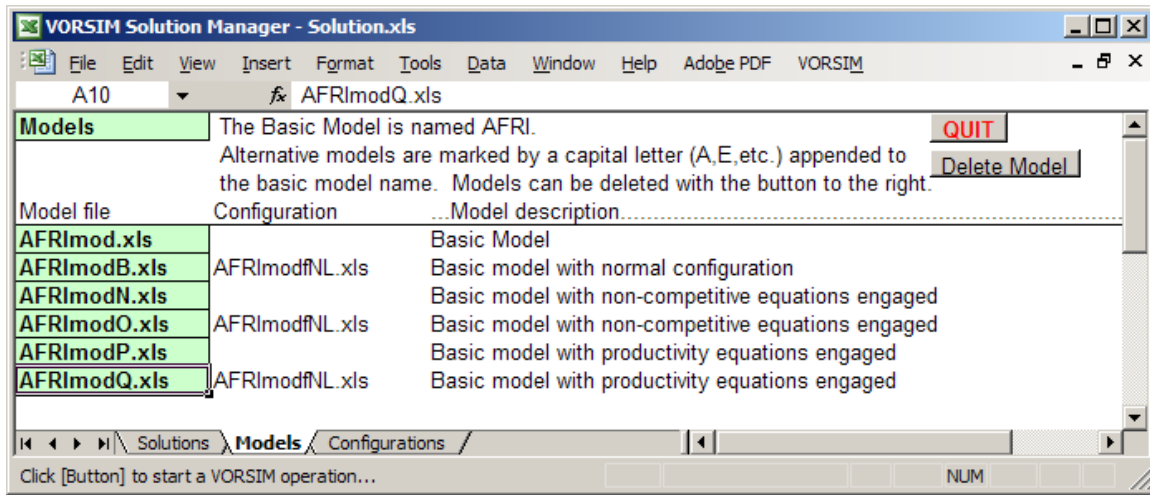 VORSIM Solution Manager - Solution.xls
File Edit View Insert Format Tools Data Window Help Adobe PDF VORSIM
A10 fx AFRImodQ.xls
Models The Basic Model is named AFRI. QUIT
Alternative models are marked by a capital letter (A,E,etc.) appended to Delete Model
the basic model name. Models can be deleted with the button to the right.
Model file Configuration ...Model description...
AFRImod.xls Basic Model
AFRImodB.xls AFRImodfNL.xls Basic model with normal configuration
AFRImodN.xls Basic model with non-competitive equations engaged
AFRImodO.xls AFRImodfNL.xls Basic model with non-competitive equations engaged
AFRImodP.xls Basic model with productivity equations engaged
AFRImodQ.xls AFRImodfNL.xls Basic model with productivity equations engaged
Solutions Models Configurations
Click [Button] to start a VORSIM operation... NUM